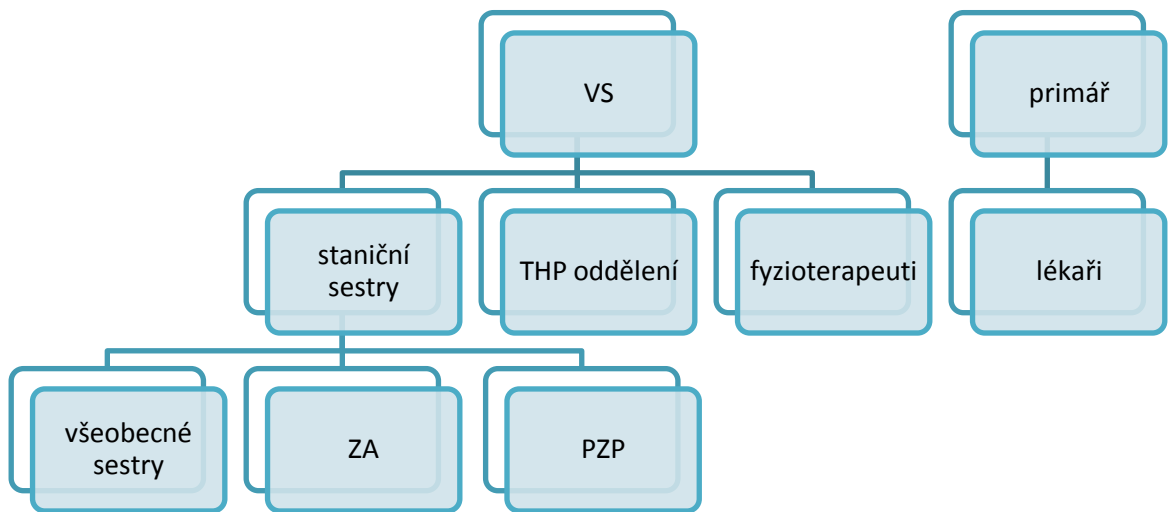 VS
primář
staniční
sestry
THP oddělení
fyzioterapeuti
lékaři
všeobecné
sestry
ZA
PZP